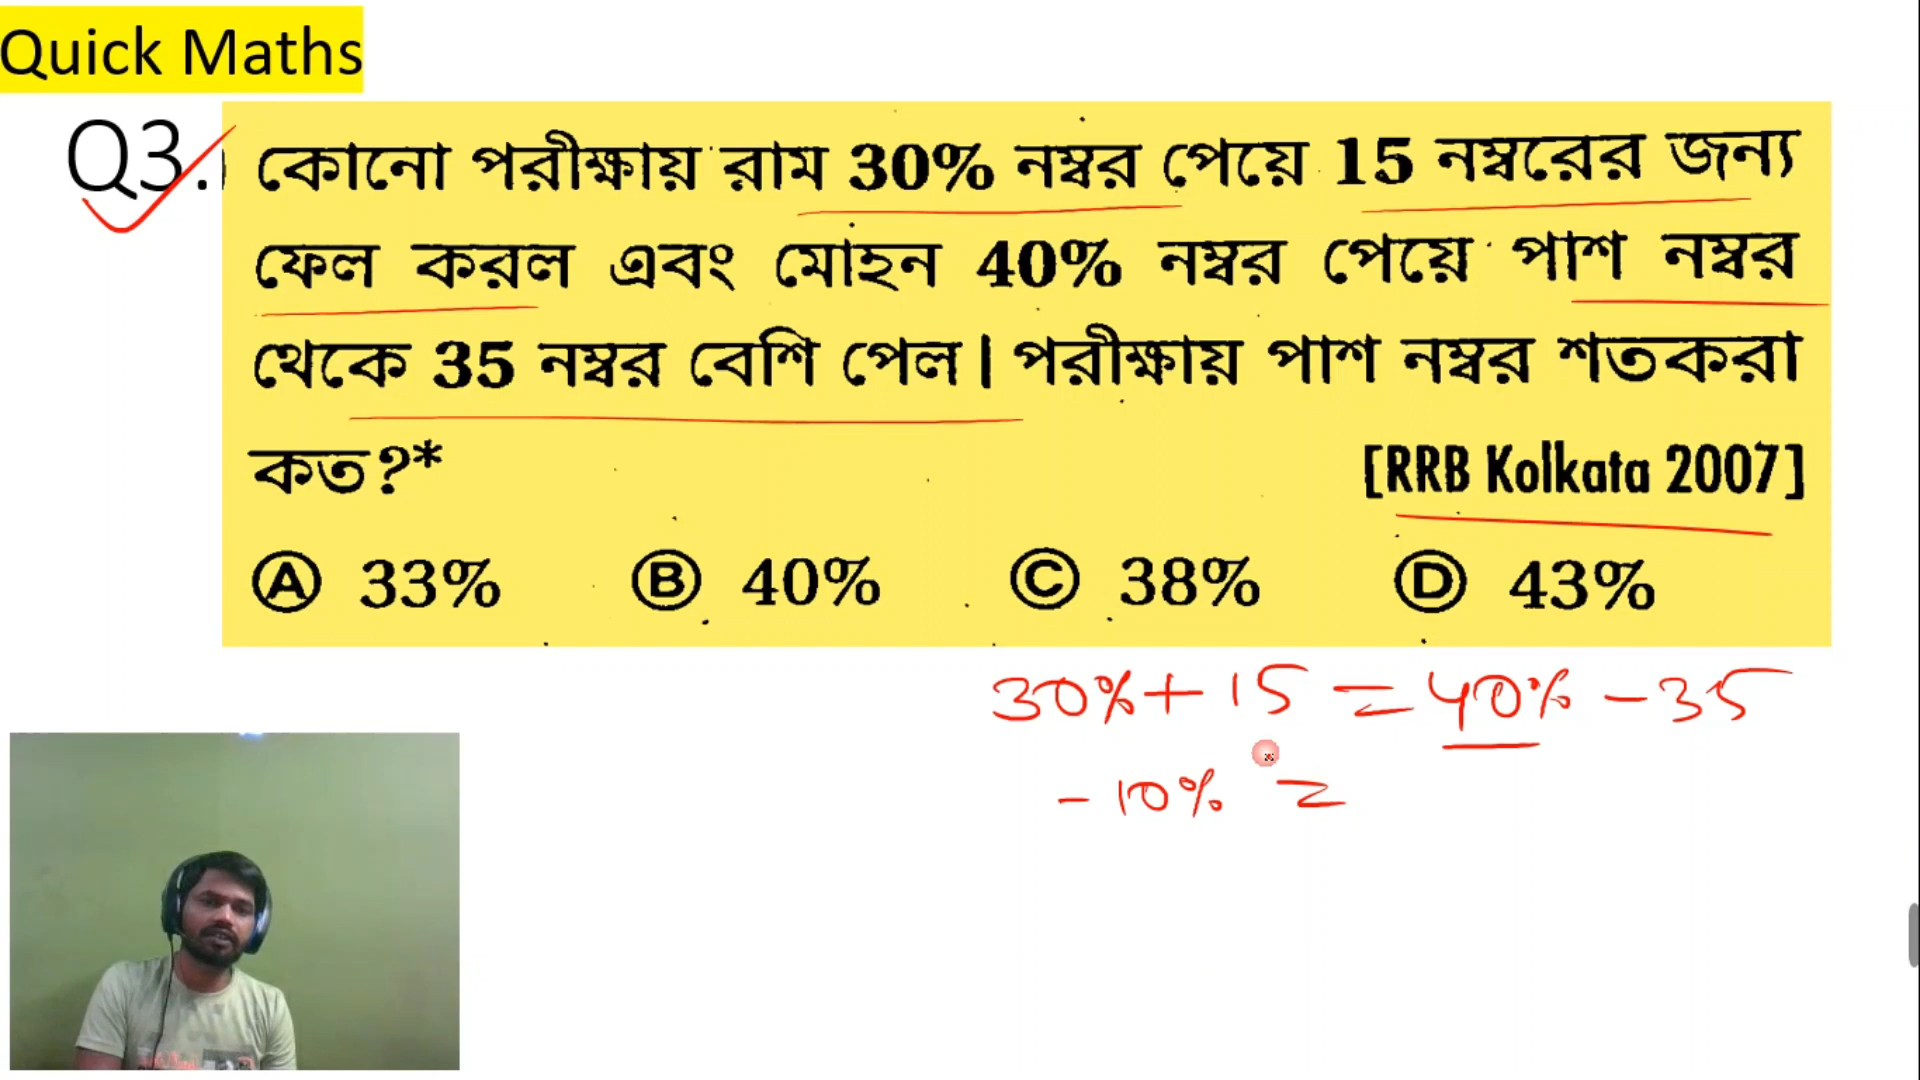 Quick Maths
Q3. কোনো পরীক্ষায় রাম 30% নম্বর পেয়ে 15 নম্বরের জন্য
ফেল করল এবং মোহন 40% নম্বর পেয়ে পাশ নম্বর
থেকে 35 নম্বর বেশি পেল। পরীক্ষায় পাশ নম্বর শতকরা
কত?* [RRB Kolkata 2007]
Ⓐ 33% Ⓑ 40% Ⓒ 38% Ⓓ 43%
30% + 15 = 40% - 35
- 10% =